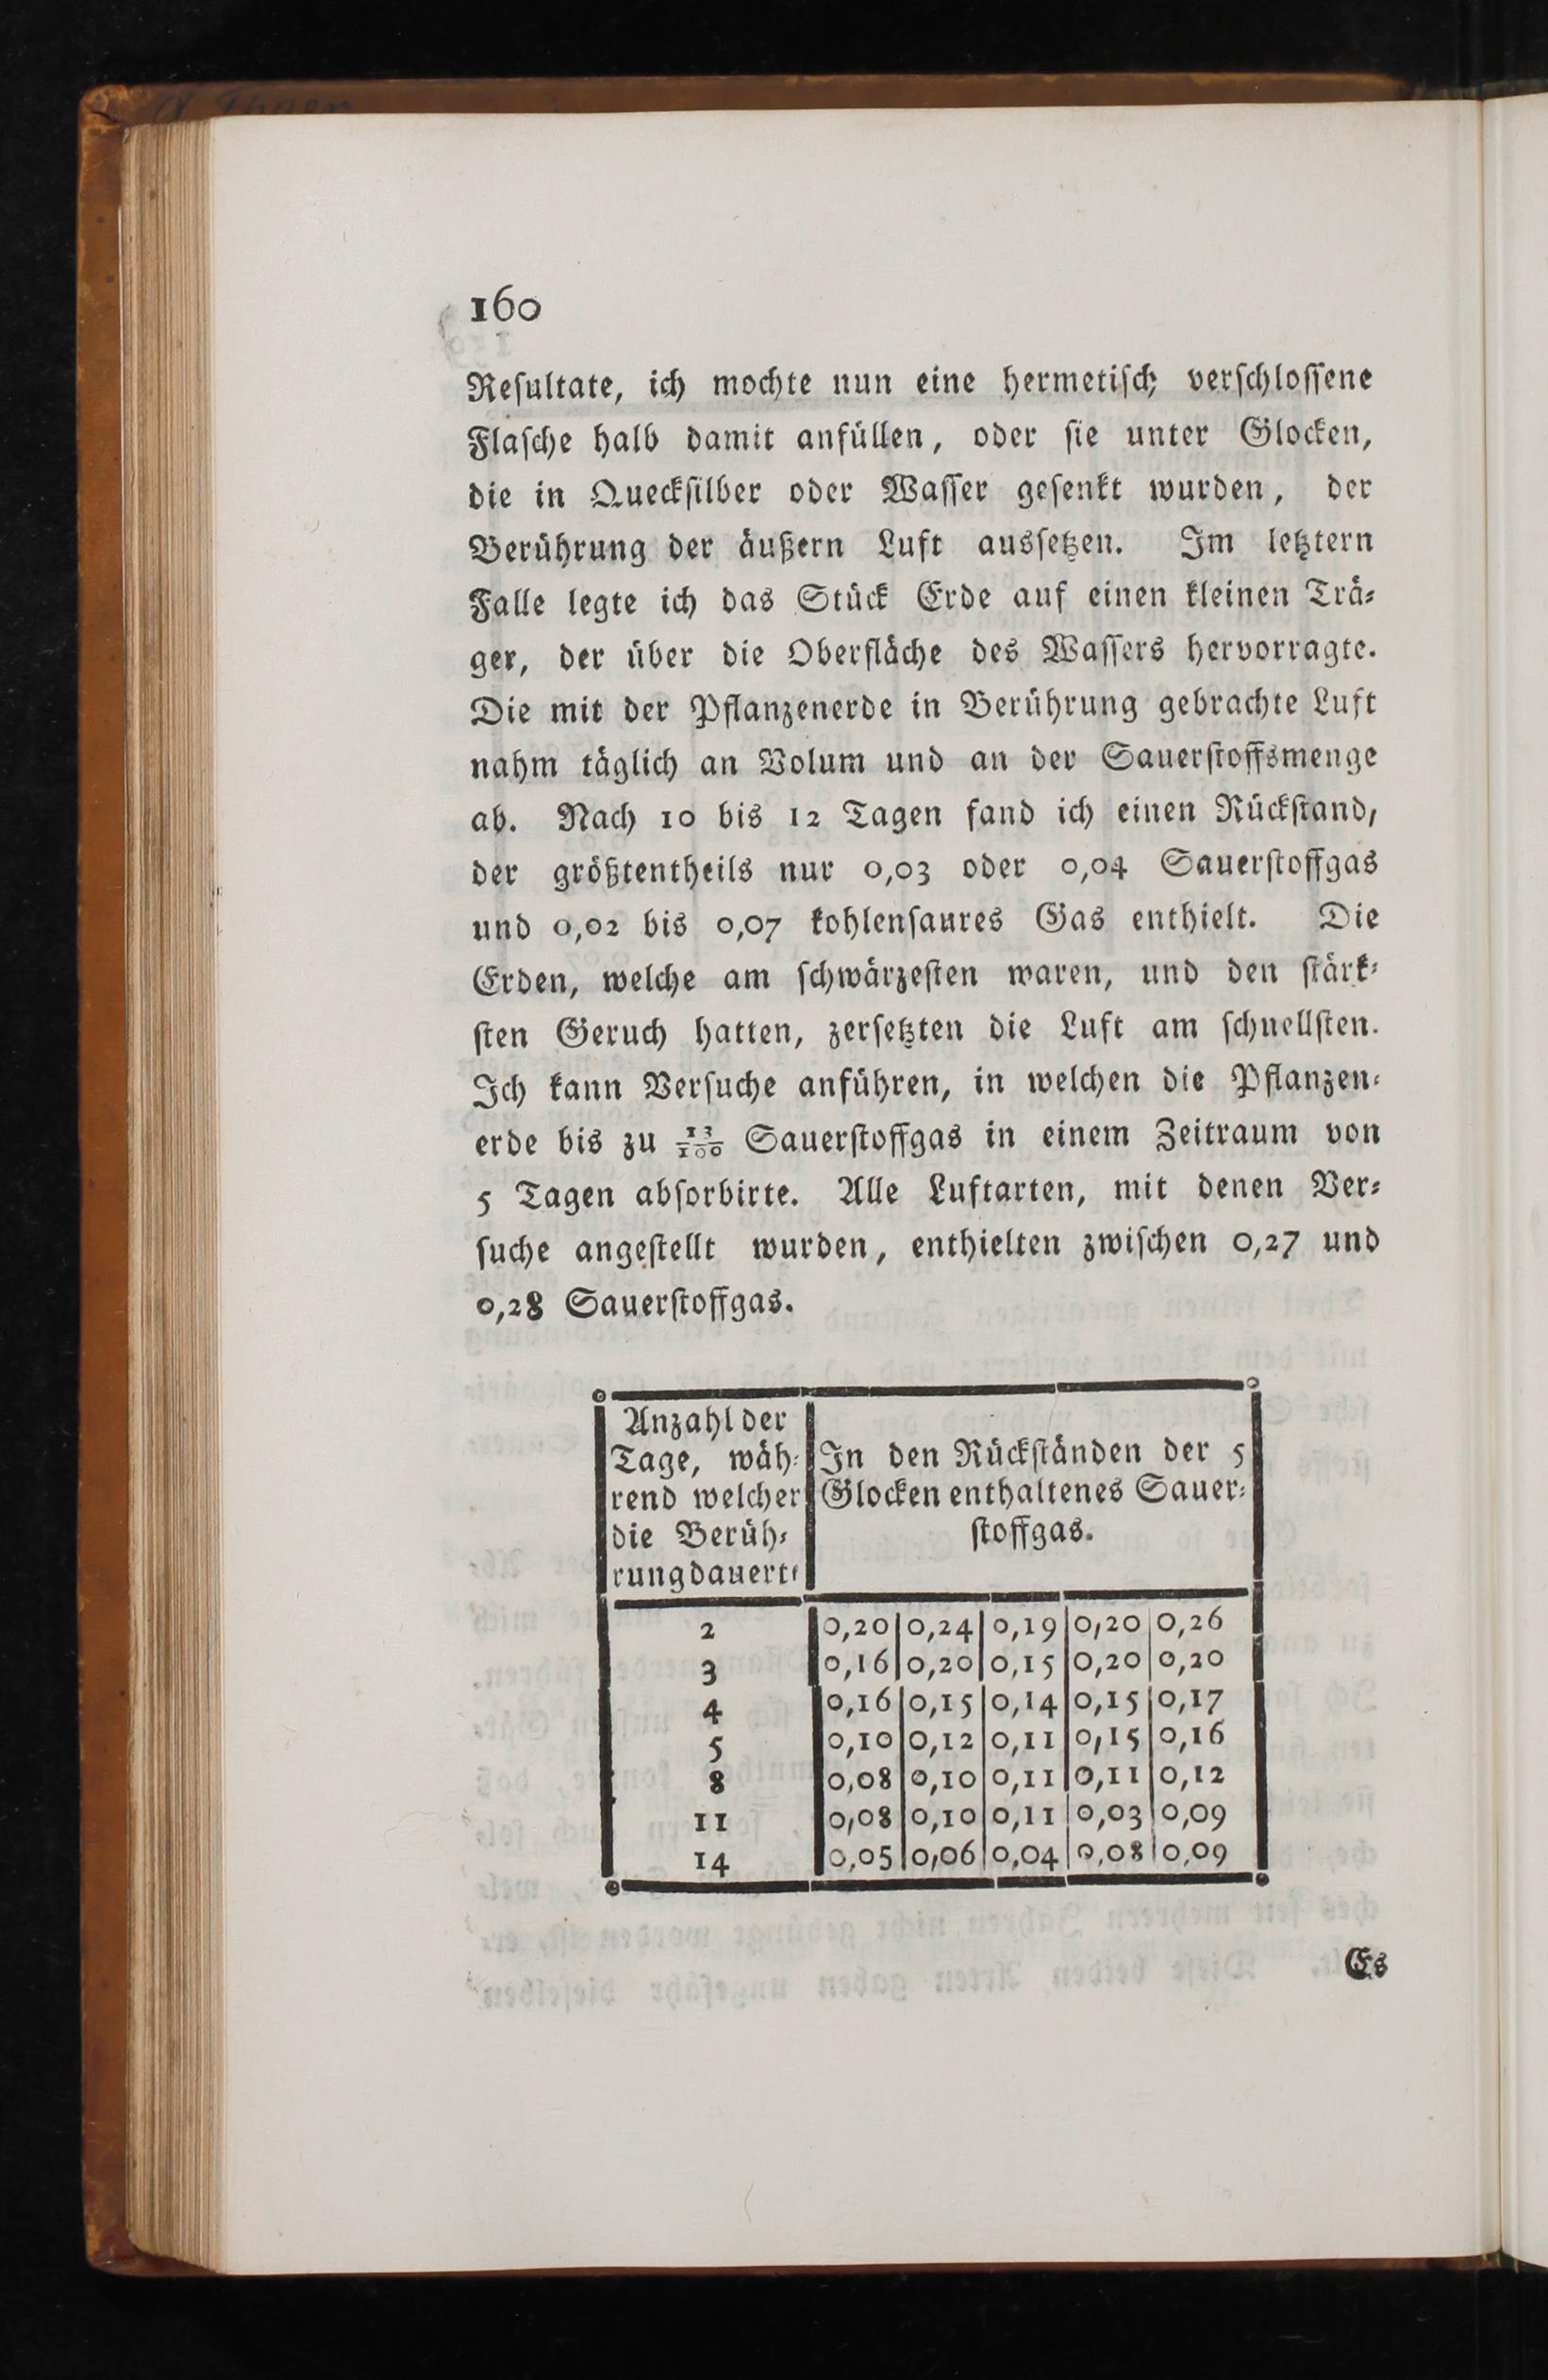 160
Reſultate, ich mochte nun eine hermetiſch verſchloſſene
Flaſche halb damit anfüllen, oder ſie unter Glocken,
die in Queckſilber oder Waſſer geſenkt wurden, der
Berührung der äußern Luft ausſetzen. Im letztern
Falle legte ich das Stück Erde auf einen kleinen Trä⸗
ger, der über die Oberfläche des Waſſers hervorragte.
Die mit der Pflanzenerde in Berührung gebrachte Luft
nahm täglich an Volum und an der Sauerſtoffsmenge
ab. Nach 10 bis 12 Tagen fand ich einen Rückſtand,
der größtentheils nur 0,03 oder 0,04 Sauerſtoffgas
und 0,02 bis 0,07 kohlenſaures Gas enthielt. Die
Erden, welche am ſchwärzeſten waren, und den ſtärk⸗
ſten Geruch hatten, zerſetzten die Luft am ſchnellſten.
Ich kann Verſuche anführen, in welchen die Pflanzen⸗
erde bis zu 13/100 Sauerſtoffgas in einem Zeitraum von
5 Tagen abſorbirte. Alle Luftarten, mit denen Ver⸗
ſuche angeſtellt wurden, enthielten zwiſchen 0,27 und
0,28 Sauerſtoffgas.
Anzahl der
Tage, wäh⸗
rend welcher
die Berüh⸗
rung dauerte
In den Rückſtänden der 5
Glocken enthaltenes Sauer⸗
ſtoffgas.
2 0,20 0,24 0,19 0,20 0,26
3 0,16 0,20 0,15 0,20 0,20
4 0,16 0,15 0,14 0,15 0,17
5 0,10 0,12 0,11 0,15 0,16
8 0,08 0,10 0,11 0,11 0,12
11 0,08 0,10 0,11 0,03 0,09
14 0,05 0,06 0,04 0,08 0,09
Es